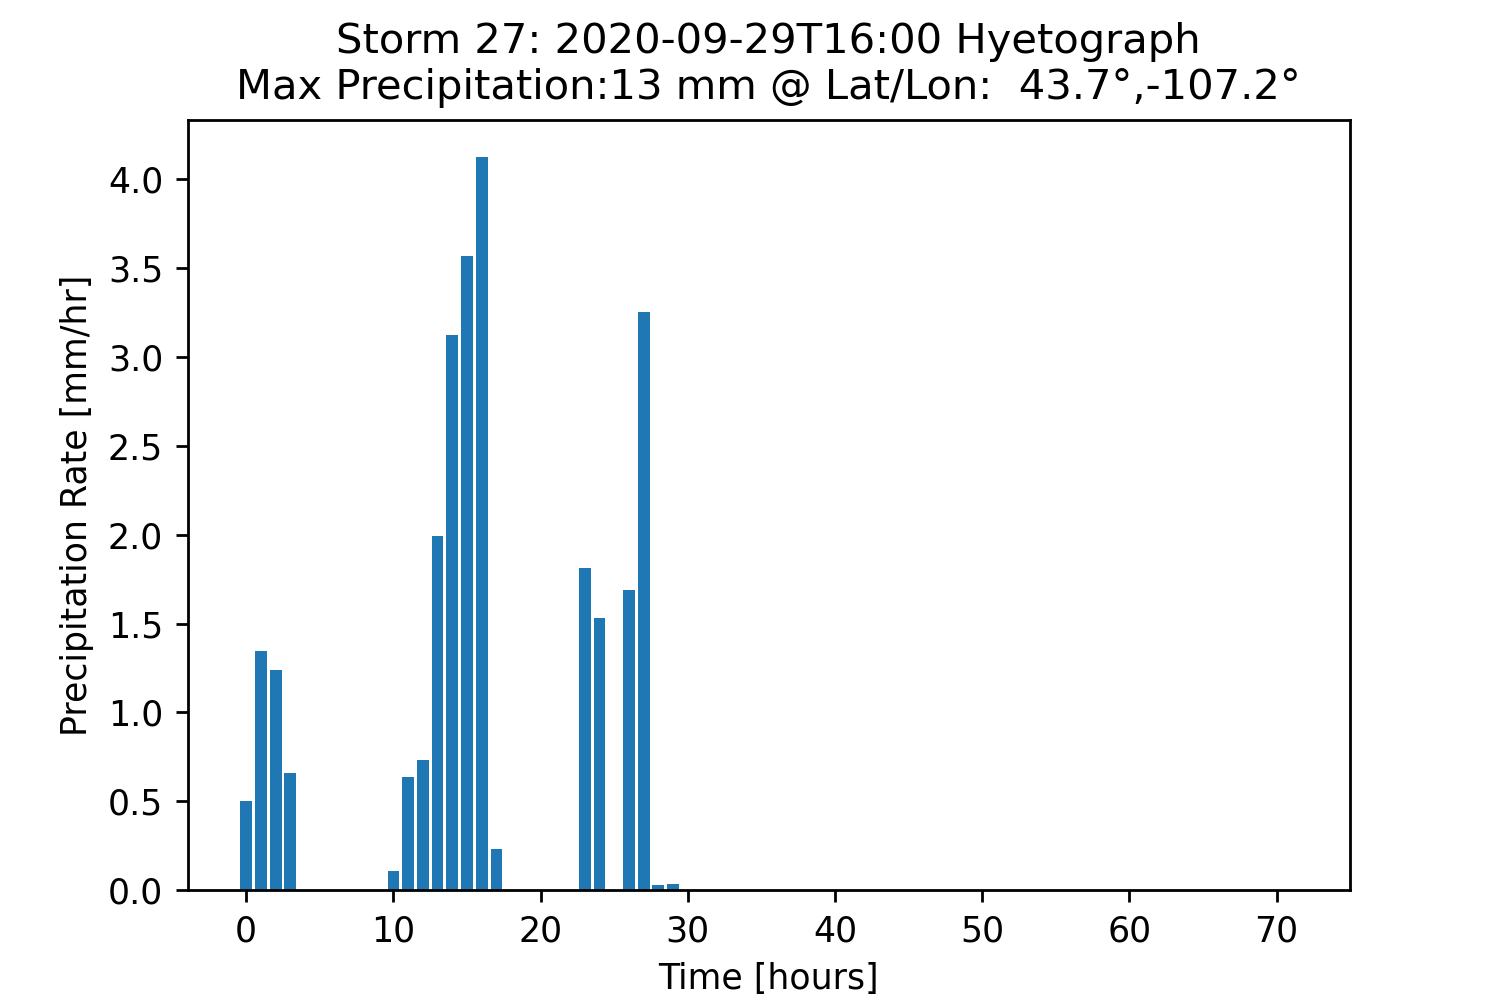 Storm 27: 2020-09-29T16:00 Hyetograph
Max Precipitation:13 mm @ Lat/Lon:  43.7°,-107.2°
Precipitation Rate [mm/hr]
4.0
3.5
3.0
2.5
2.0
1.5
1.0
0.5
0.0
0 10 20 30 40 50 60 70
Time [hours]